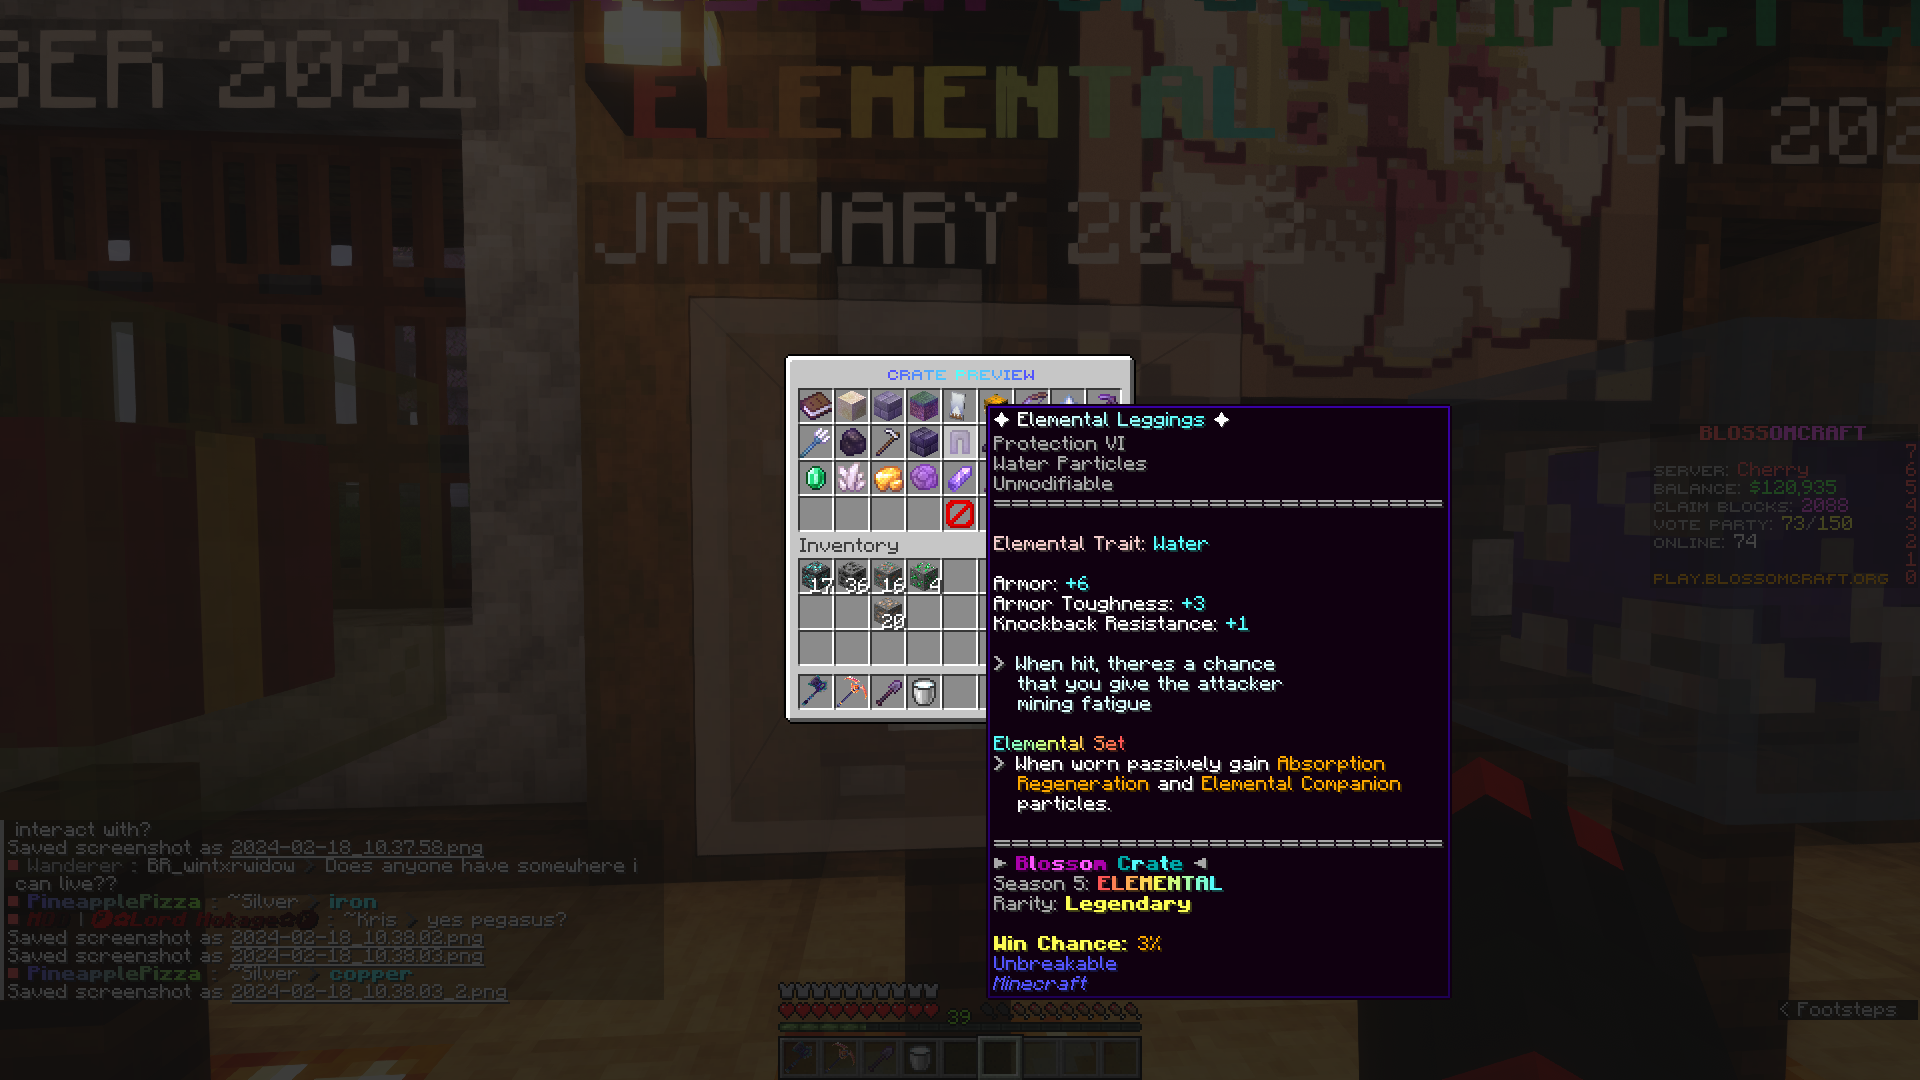 BER 2021
ELEMENTAL
JANUARY
CRATE PREVIEW
✦ Elemental Leggings ✦
Protection VI
Water Particles
Unmodifiable
Elemental Trait: Water
Armor: +6
Armor Toughness: +3
Knockback Resistance: +1
> When hit, theres a chance
that you give the attacker
mining fatigue
Elemental Set
> When worn passively gain Absorption
Regeneration and Elemental Companion
particles.
► Blossom Crate ◄
Season 5: ELEMENTAL
Rarity: Legendary
Win Chance: 3%
Unbreakable
Minecraft
Inventory
17 36 16 4
20
BLOSSOMCRAFT
7
SERVER: Cherry 6
BALANCE: $120,935 5
CLAIM BLOCKS: 2088 4
VOTE PARTY: 73/150 3
ONLINE: 74 2
1
PLAY.BLOSSOMCRAFT.ORG 0
interact with?
Saved screenshot as 2024-02-18_10.37.58.png
Wanderer : BR_wintxrwidow > Does anyone have somewhere i
can live??
PineapplePizza : ~Silver iron
Lord : ~Kris yes pegasus?
Saved screenshot as 2024-02-18_10.38.02.png
Saved screenshot as 2024-02-18_10.38.03.png
PineapplePizza : ~Silver copper
Saved screenshot as 2024-02-18_10.38.03_2.png
39
< Footsteps